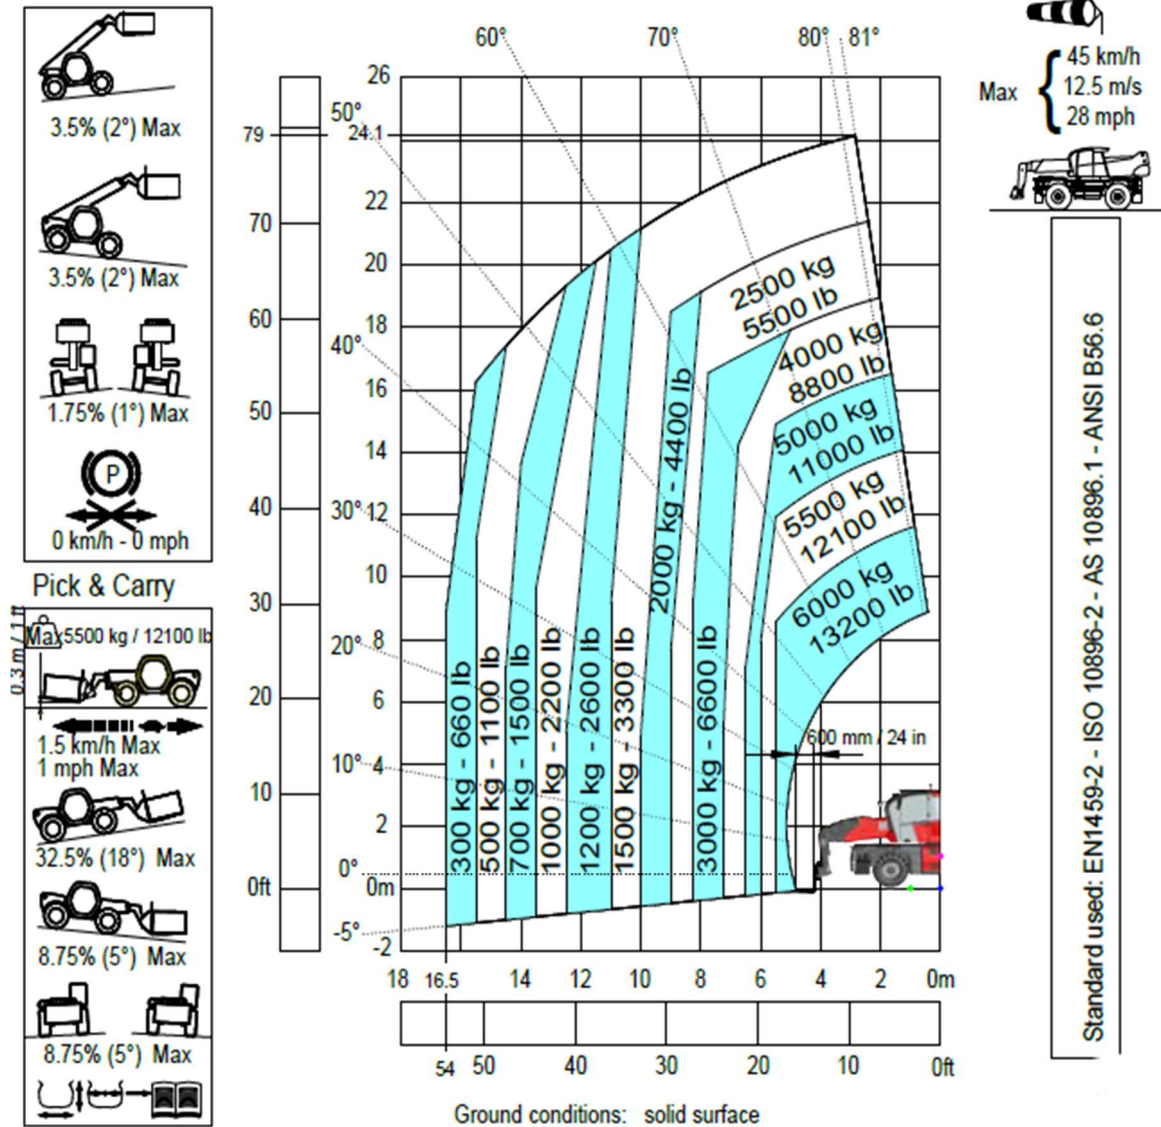 3.5% (2°) Max
3.5% (2°) Max
1.75% (1°) Max
P
0 km/h - 0 mph
Pick & Carry
0.3 m / 1 ft
Max 5500 kg / 12100 lb
1.5 km/h Max
1 mph Max
32.5% (18°) Max
8.75% (5°) Max
8.75% (5°) Max
60° 70° 80° 81°
50°
40°
30°
20°
10°
0°
-5°
79
70
60
50
40
30
20
10
0ft
26
24.1
22
20
18
16
14
12
10
8
6
4
2
0m
-2
2500 kg
5500 lb
4000 kg
8800 lb
5000 kg
11000 lb
5500 kg
12100 lb
6000 kg
13200 lb
300 kg - 660 lb
500 kg - 1100 lb
700 kg - 1500 lb
1000 kg - 2200 lb
1200 kg - 2600 lb
1500 kg - 3300 lb
2000 kg - 4400 lb
3000 kg - 6600 lb
600 mm / 24 in
18 16.5 14 12 10 8 6 4 2 0m
54 50 40 30 20 10 0ft
Ground conditions: solid surface
45 km/h
Max 12.5 m/s
28 mph
Standard used: EN1459-2 - ISO 10896-2 - AS 10896.1 - ANSI B56.6